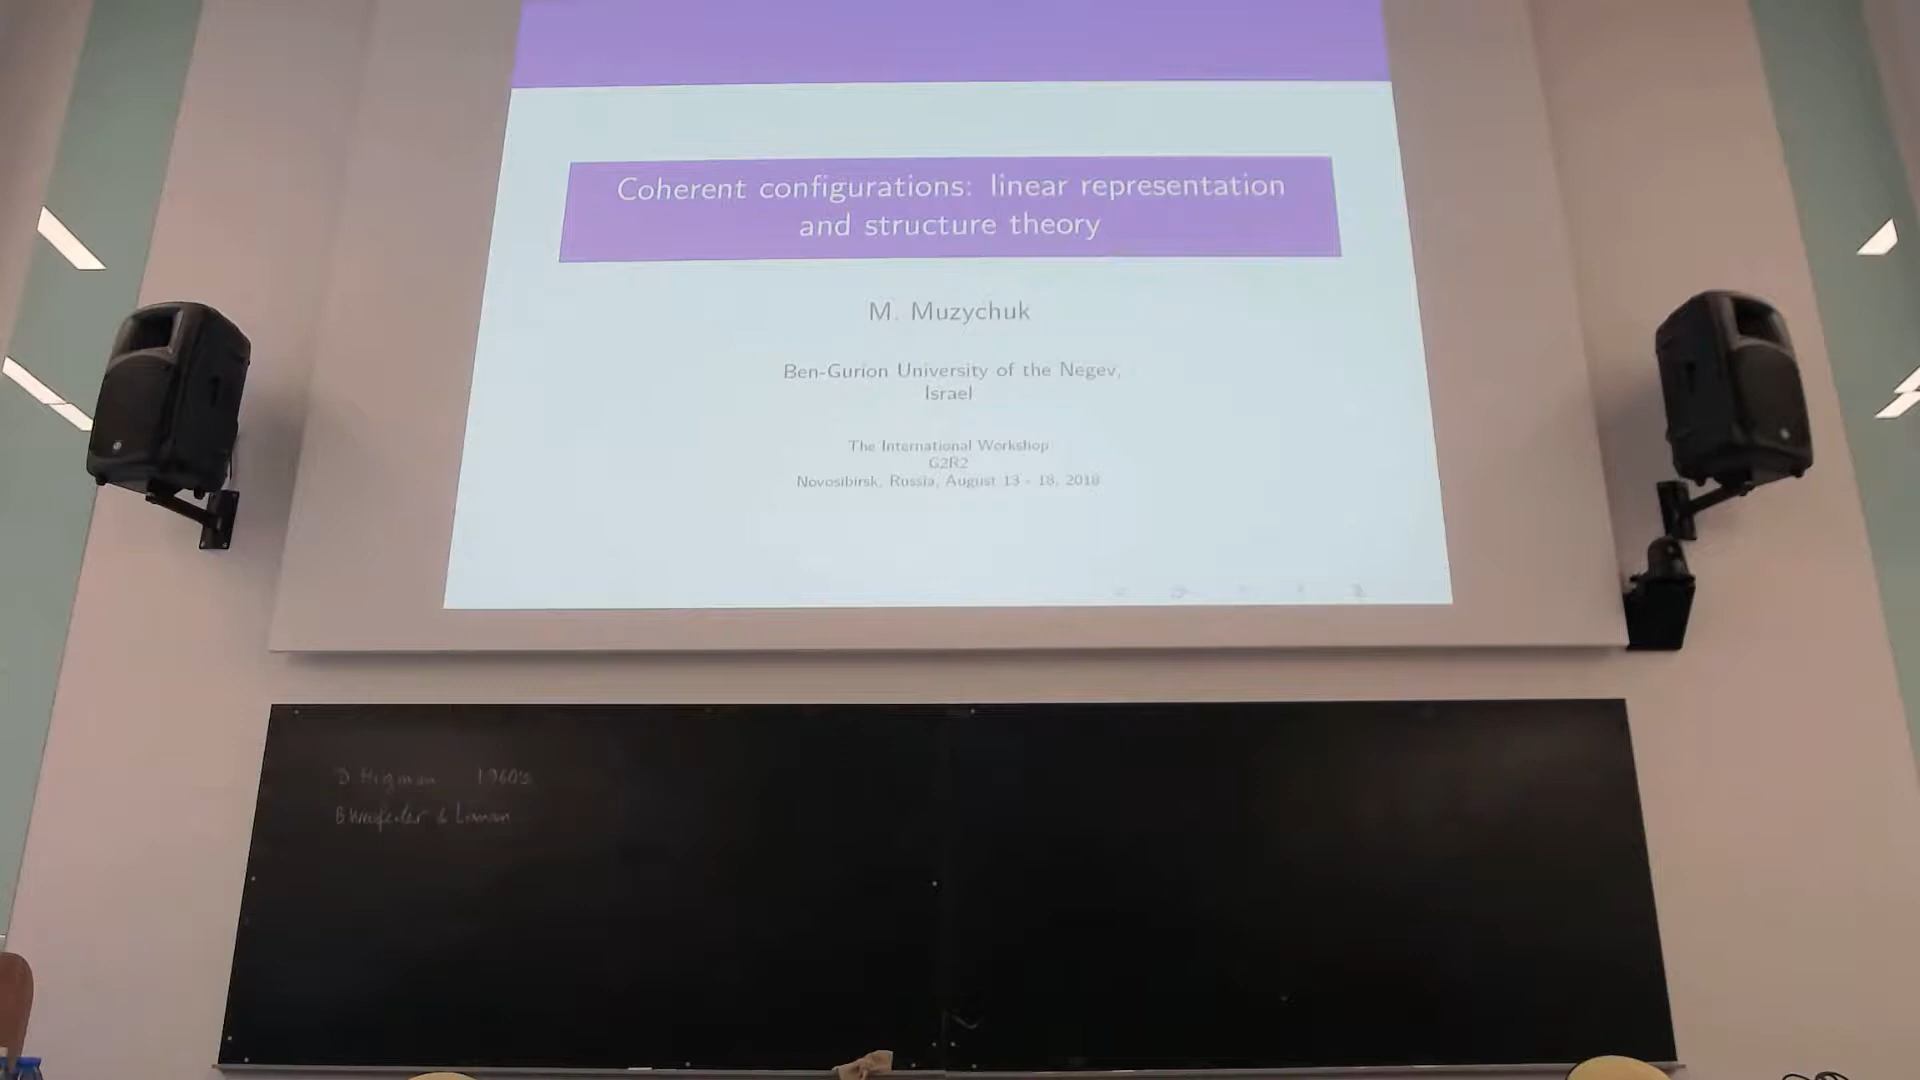 Coherent configurations: linear representation
and structure theory
M. Muzychuk
Ben-Gurion University of the Negev,
Israel
The International Workshop
G2R2
Novosibirsk, Russia, August 13 - 18, 2018
D Higman 1960's
& Leman